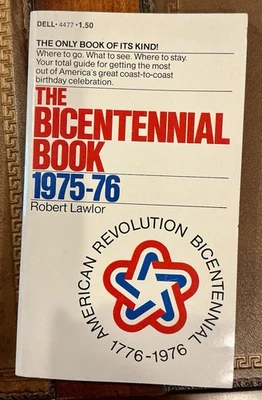 DELL • 4477 • 1.50
THE ONLY BOOK OF ITS KIND!
Where to go. What to see. Where to stay.
Your total guide for getting the most
out of America's great coast-to-coast
birthday celebration.
THE
BICENTENNIAL
BOOK
1975-76
Robert Lawlor
AMERICAN REVOLUTION BICENTENNIAL
1776-1976